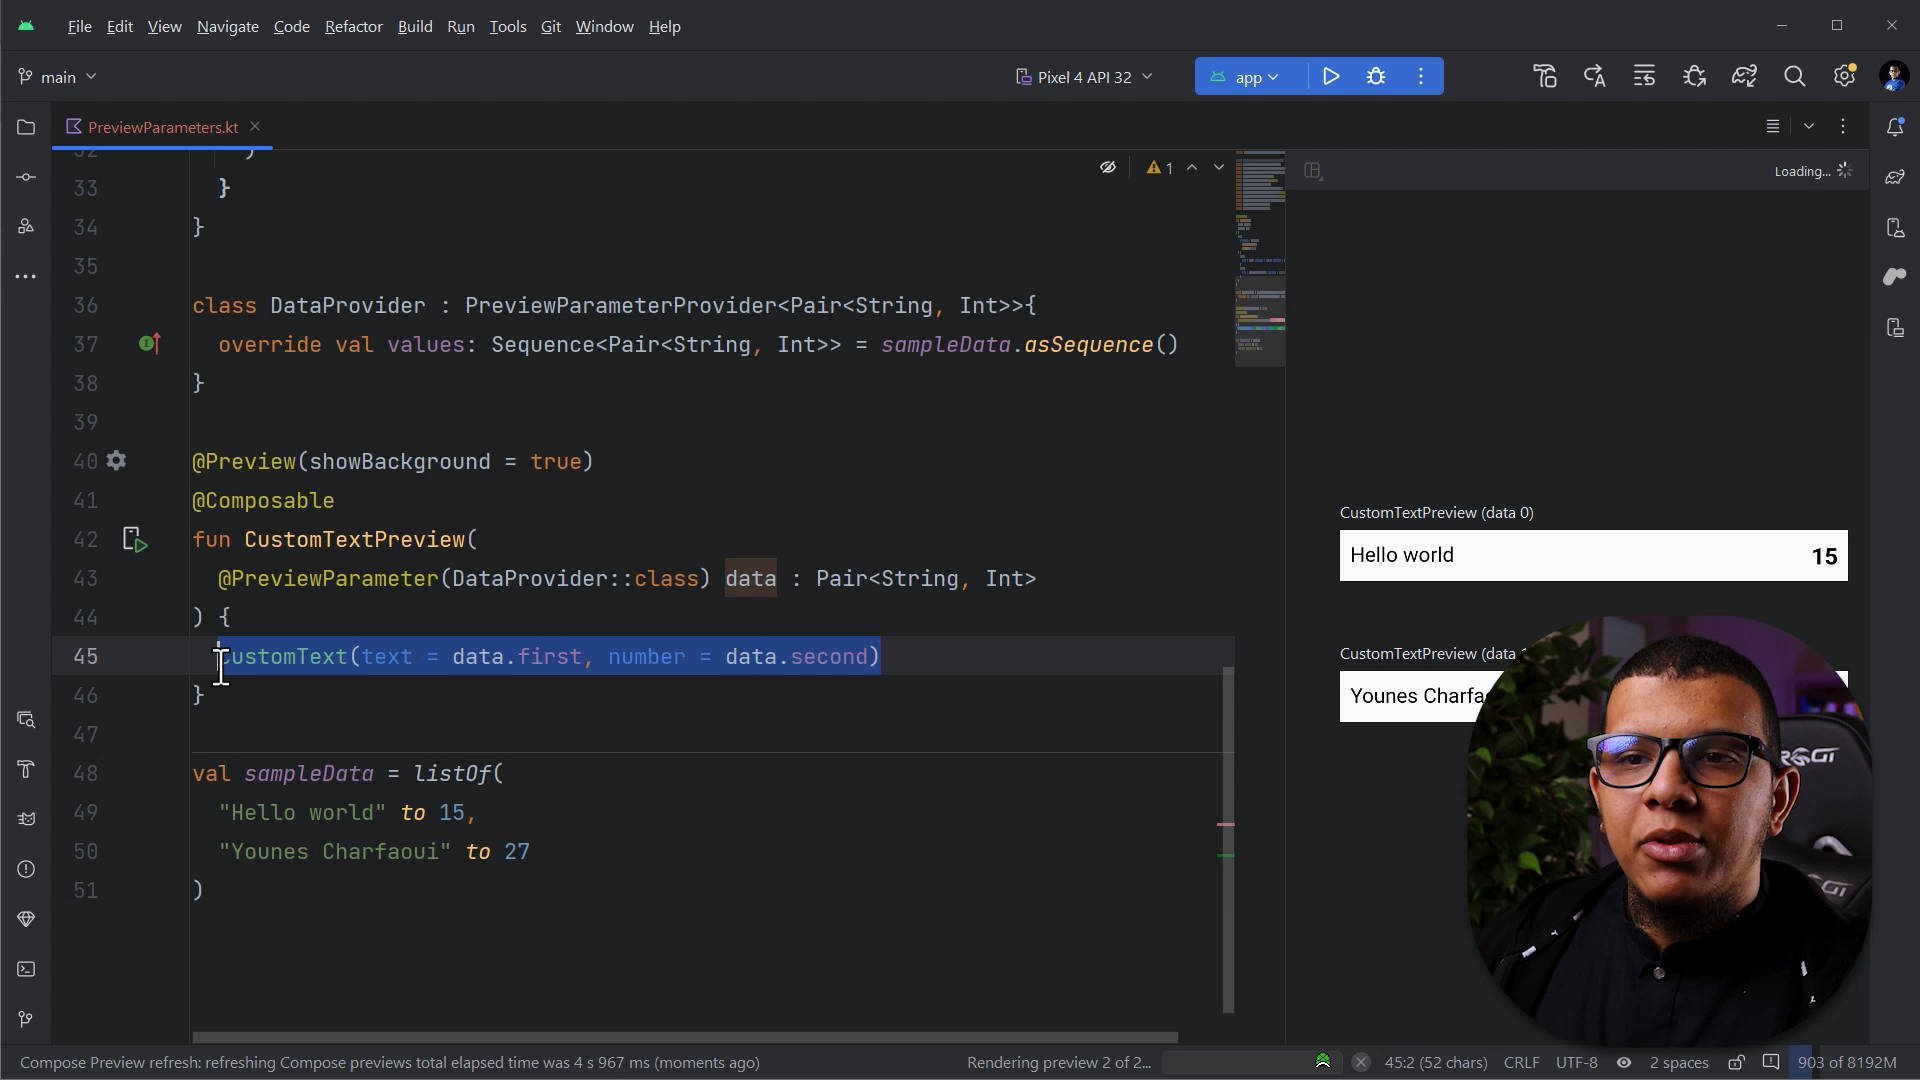 File Edit View Navigate Code Refactor Build Run Tools Git Window Help
main
Pixel 4 API 32
app
PreviewParameters.kt
1
Loading...
33 }
34 }
35
36 class DataProvider : PreviewParameterProvider<Pair<String, Int>>{
37 override val values: Sequence<Pair<String, Int>> = sampleData.asSequence()
38 }
39
40 @Preview(showBackground = true)
41 @Composable
42 fun CustomTextPreview(
43 @PreviewParameter(DataProvider::class) data : Pair<String, Int>
44 ) {
45 CustomText(text = data.first, number = data.second)
46 }
47
48 val sampleData = listOf(
49 "Hello world" to 15,
50 "Younes Charfaoui" to 27
51 )
CustomTextPreview (data 0)
Hello world 15
CustomTextPreview (data
Younes
Compose Preview refresh: refreshing Compose previews total elapsed time was 4 s 967 ms (moments ago)
Rendering preview 2 of 2...
45:2 (52 chars) CRLF UTF-8 2 spaces 903 of 8192M